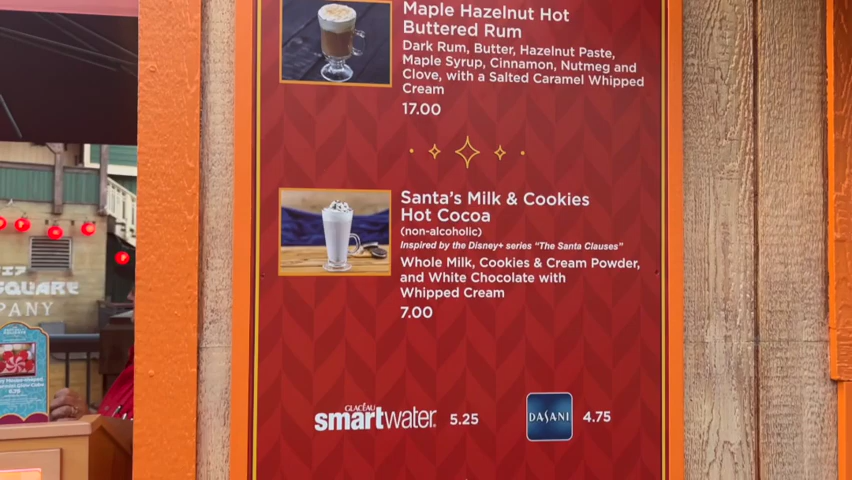 Maple Hazelnut Hot
Buttered Rum
Dark Rum, Butter, Hazelnut Paste,
Maple Syrup, Cinnamon, Nutmeg and
Clove, with a Salted Caramel Whipped
Cream
17.00
Santa's Milk & Cookies
Hot Cocoa
(non-alcoholic)
Inspired by the Disney+ series "The Santa Clauses"
Whole Milk, Cookies & Cream Powder,
and White Chocolate with
Whipped Cream
7.00
GLACÉAU
smartwater. 5.25
DASANI 4.75